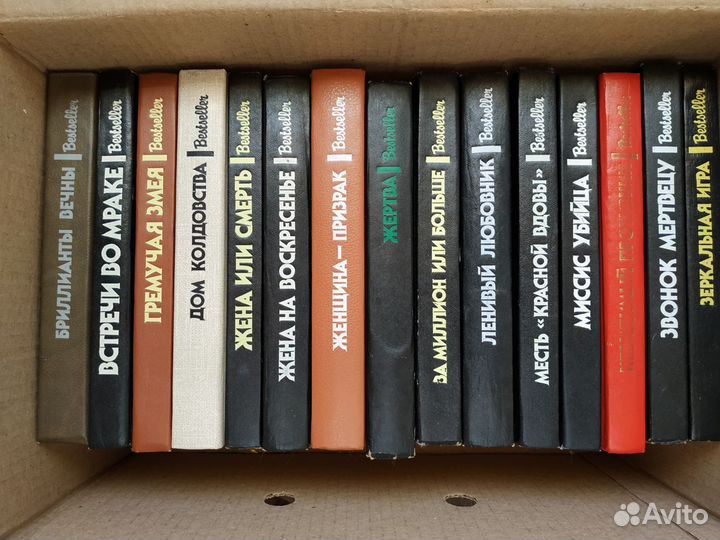 БРИЛЛИАНТЫ ВЕЧНЫ Bestseller
ВСТРЕЧИ ВО МРАКЕ Bestseller
ГРЕМУЧАЯ ЗМЕЯ Bestseller
ДОМ КОЛДОВСТВА Bestseller
ЖЕНА ИЛИ СМЕРТЬ Bestseller
ЖЕНА НА ВОСКРЕСЕНЬЕ Bestseller
ЖЕНЩИНА—ПРИЗРАК Bestseller
ЖЕРТВА Bestseller
ЗА МИЛЛИОН ИЛИ БОЛЬШЕ Bestseller
ЛЕНИВЫЙ ЛЮБОВНИК Bestseller
МЕСТЬ «КРАСНОЙ ВДОВЫ» Bestseller
МИССИС УБИЙЦА Bestseller
ЗВОНОК МЕРТВЕЦУ Bestseller
ЗЕРКАЛЬНАЯ ИГРА Bestseller
Avito